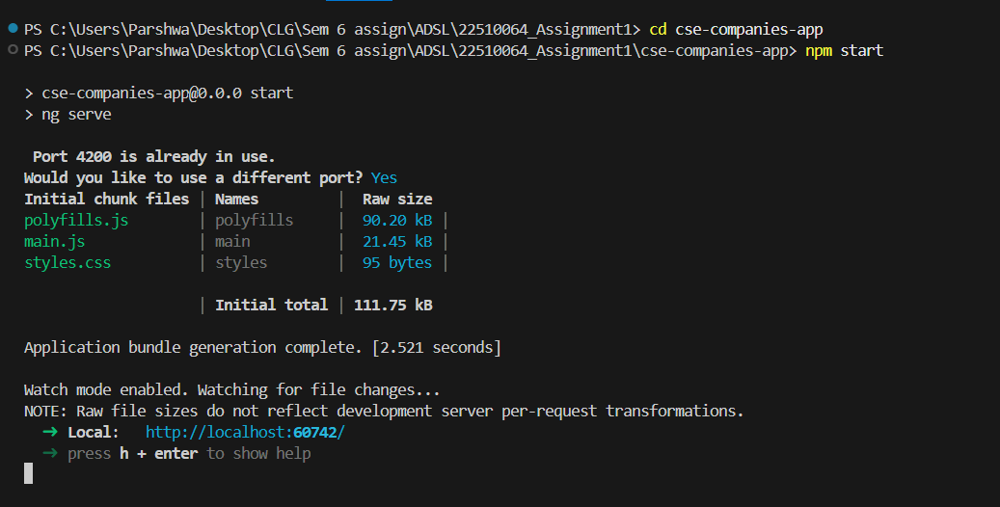 PS C:\Users\Parshwa\Desktop\CLG\Sem 6 assign\ADSL\22510064_Assignment1> cd cse-companies-app
PS C:\Users\Parshwa\Desktop\CLG\Sem 6 assign\ADSL\22510064_Assignment1\cse-companies-app> npm start
> cse-companies-app@0.0.0 start
> ng serve
Port 4200 is already in use.
Would you like to use a different port? Yes
Initial chunk files | Names | Raw size
polyfills.js | polyfills | 90.20 kB |
main.js | main | 21.45 kB |
styles.css | styles | 95 bytes |
| Initial total | 111.75 kB
Application bundle generation complete. [2.521 seconds]
Watch mode enabled. Watching for file changes...
NOTE: Raw file sizes do not reflect development server per-request transformations.
➜ Local: http://localhost:60742/
➜ press h + enter to show help